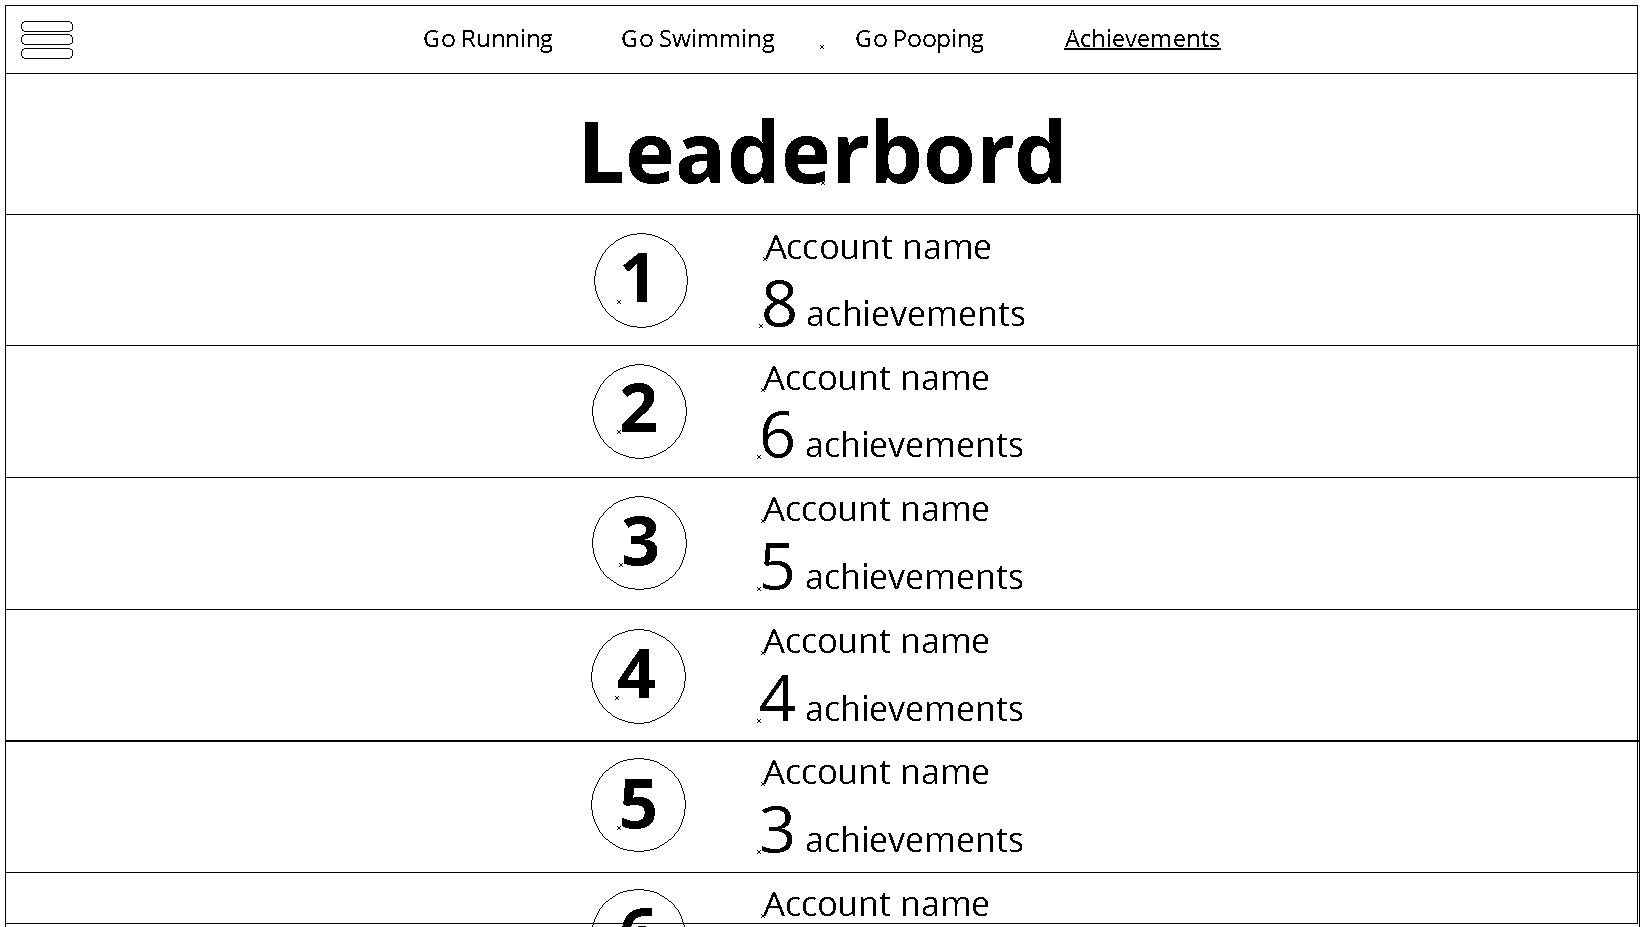 Go Running Go Swimming Go Pooping Achievements
Leaderbord
1
Account name
8 achievements
2
Account name
6 achievements
3
Account name
5 achievements
4
Account name
4 achievements
5
Account name
3 achievements
6
Account name